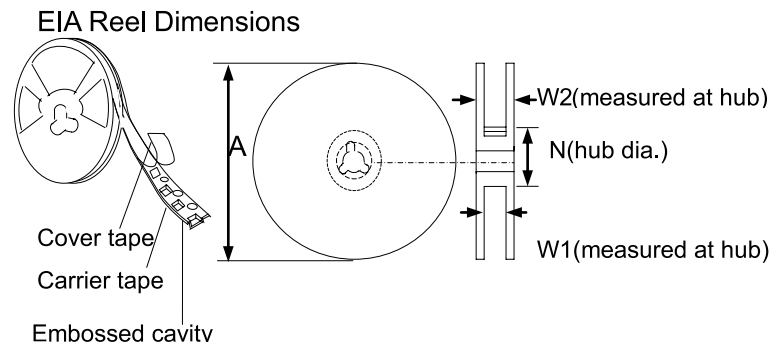 EIA Reel Dimensions
A
W2(measured at hub)
N(hub dia.)
W1(measured at hub)
Cover tape
Carrier tape
Embossed cavity